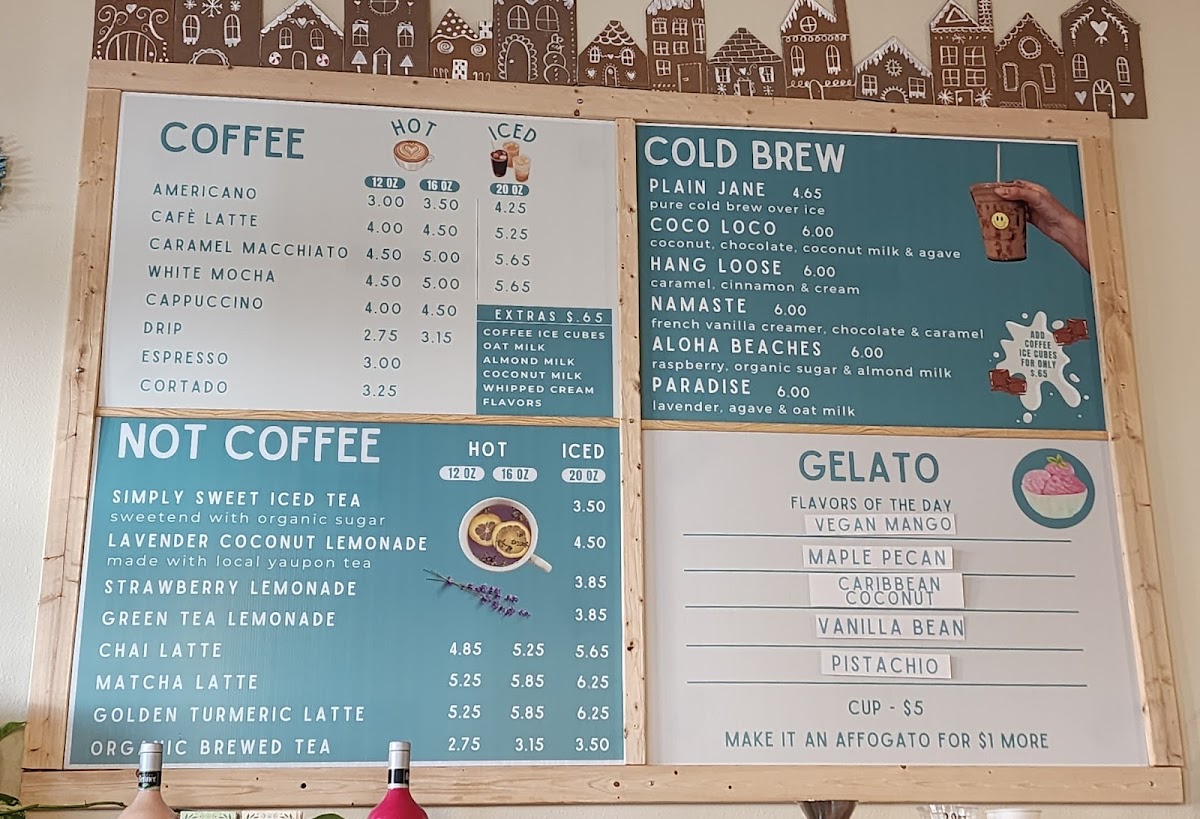 COFFEE
HOT ICED
12 OZ 16 OZ 20 OZ
AMERICANO 3.00 3.50 4.25
CAFÈ LATTE 4.00 4.50 5.25
CARAMEL MACCHIATO 4.50 5.00 5.65
WHITE MOCHA 4.50 5.00 5.65
CAPPUCCINO 4.00 4.50
DRIP 2.75 3.15
ESPRESSO 3.00
CORTADO 3.25
EXTRAS $.65
COFFEE ICE CUBES
OAT MILK
ALMOND MILK
COCONUT MILK
WHIPPED CREAM
FLAVORS
COLD BREW
PLAIN JANE 4.65
pure cold brew over ice
COCO LOCO 6.00
coconut, chocolate, coconut milk & agave
HANG LOOSE 6.00
caramel, cinnamon & cream
NAMASTE 6.00
french vanilla creamer, chocolate & caramel
ALOHA BEACHES 6.00
raspberry, organic sugar & almond milk
PARADISE 6.00
lavender, agave & oat milk
ADD
COFFEE
ICE CUBES
FOR ONLY
$.65
NOT COFFEE
HOT ICED
12 OZ 16 OZ 20 OZ
SIMPLY SWEET ICED TEA 3.50
sweetend with organic sugar
LAVENDER COCONUT LEMONADE 4.50
made with local yaupon tea
STRAWBERRY LEMONADE 3.85
GREEN TEA LEMONADE 3.85
CHAI LATTE 4.85 5.25 5.65
MATCHA LATTE 5.25 5.85 6.25
GOLDEN TURMERIC LATTE 5.25 5.85 6.25
ORGANIC BREWED TEA 2.75 3.15 3.50
GELATO
FLAVORS OF THE DAY
VEGAN MANGO
MAPLE PECAN
CARIBBEAN
COCONUT
VANILLA BEAN
PISTACHIO
CUP - $5
MAKE IT AN AFFOGATO FOR $1 MORE